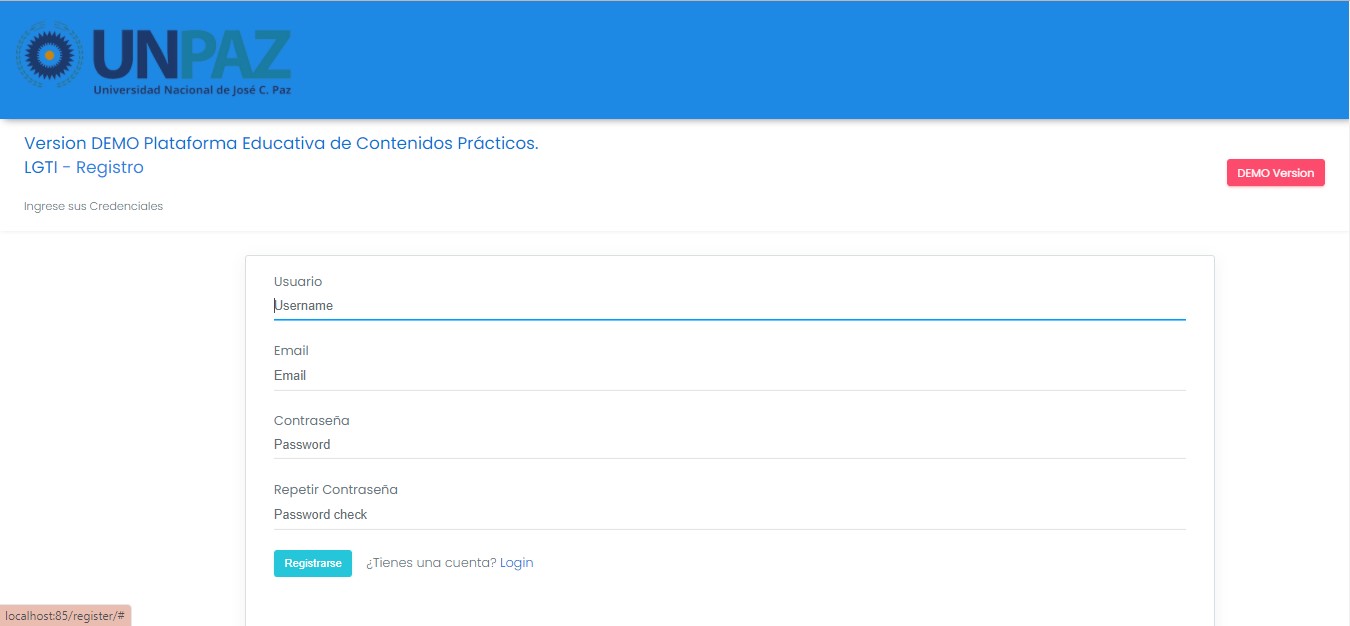 UNPAZ
Universidad Nacional de José C. Paz
Version DEMO Plataforma Educativa de Contenidos Prácticos.
LGTI - Registro
DEMO Version
Ingrese sus Credenciales
Usuario
Username
Email
Email
Contraseña
Password
Repetir Contraseña
Password check
Registrarse ¿Tienes una cuenta? Login
localhost:85/register/#